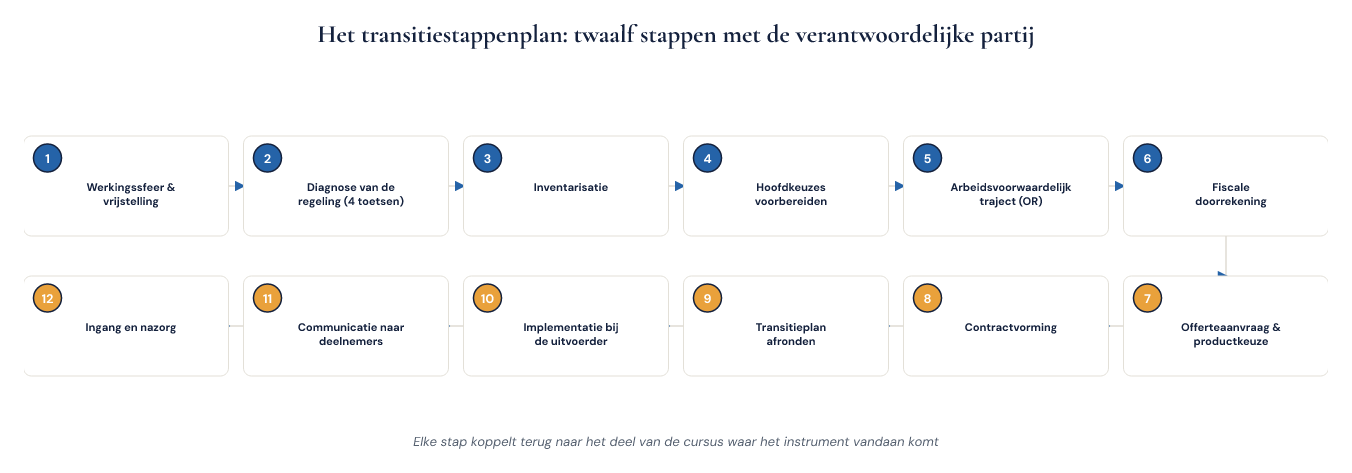 Het transitiestappenplan: twaalf stappen met de verantwoordelijke partij
1
Werkingssfeer &
vrijstelling
2
Diagnose van de
regeling (4 toetsen)
3
Inventarisatie
4
Hoofdkeuzes
voorbereiden
5
Arbeidsvoorwaardelijk
traject (OR)
6
Fiscale
doorrekening
12
Ingang en nazorg
11
Communicatie naar
deelnemers
10
Implementatie bij
de uitvoerder
9
Transitieplan
afronden
8
Contractvorming
7
Offerteaanvraag &
productkeuze
Elke stap koppelt terug naar het deel van de cursus waar het instrument vandaan komt